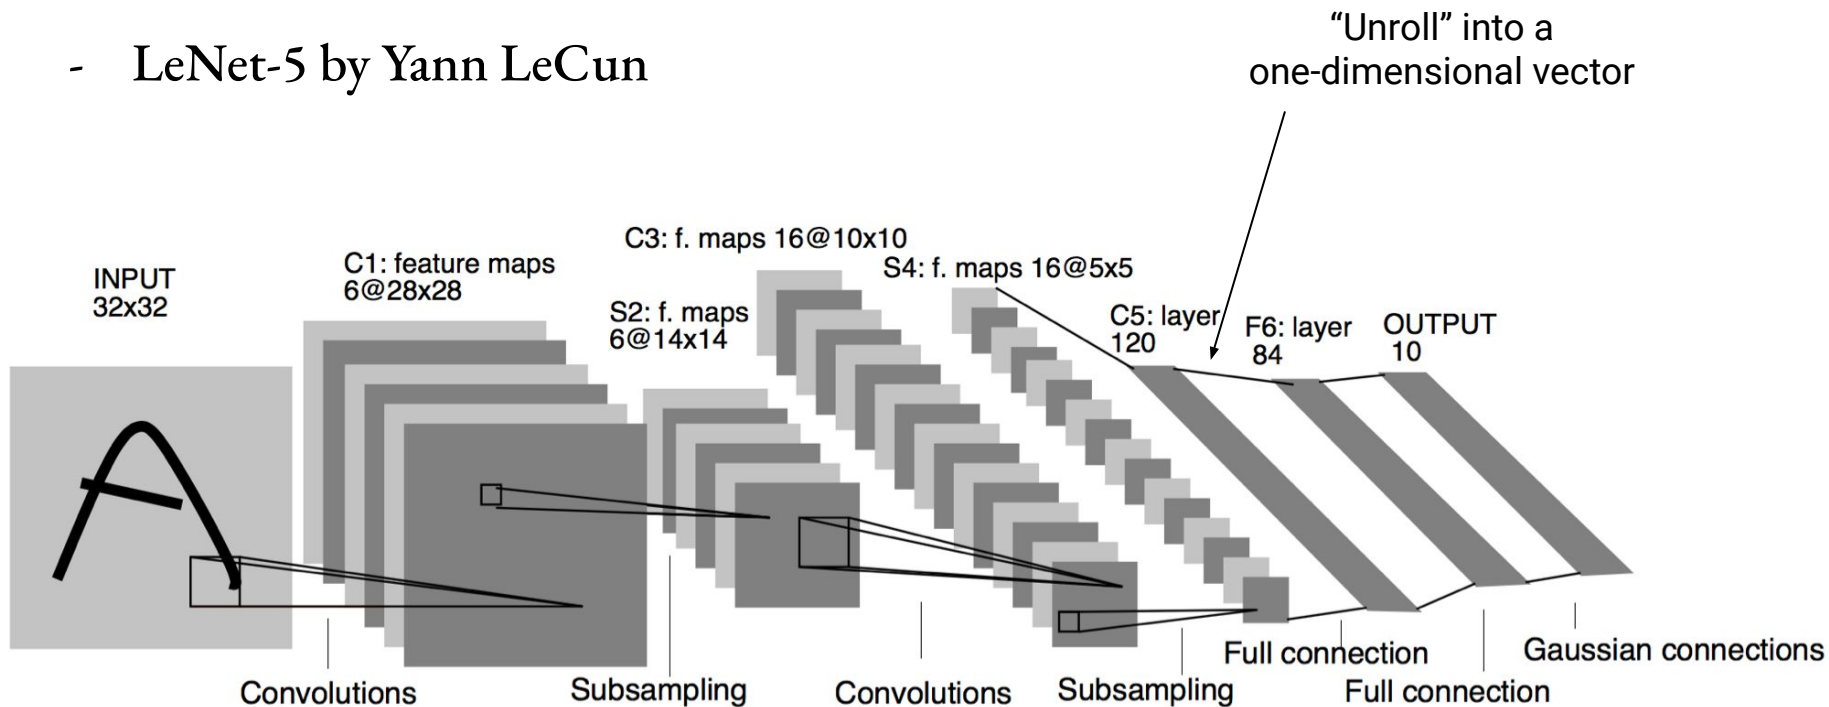 - LeNet-5 by Yann LeCun
“Unroll” into a
one-dimensional vector
INPUT
32x32
C1: feature maps
6@28x28
S2: f. maps
6@14x14
C3: f. maps 16@10x10
S4: f. maps 16@5x5
C5: layer
120
F6: layer
84
OUTPUT
10
Convolutions
Subsampling
Convolutions
Subsampling
Full connection
Full connection
Gaussian connections